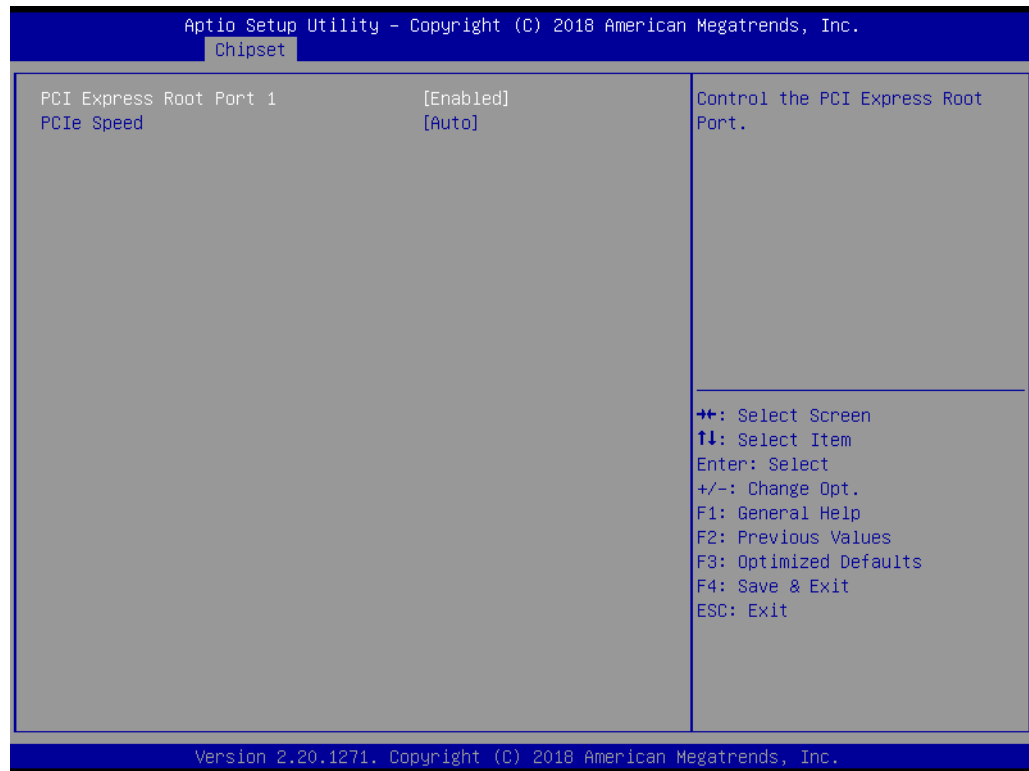 Aptio Setup Utility – Copyright (C) 2018 American Megatrends, Inc.
Chipset
PCI Express Root Port 1 [Enabled]
PCIe Speed [Auto]
Control the PCI Express Root
Port.
→←: Select Screen
↑↓: Select Item
Enter: Select
+/-: Change Opt.
F1: General Help
F2: Previous Values
F3: Optimized Defaults
F4: Save & Exit
ESC: Exit
Version 2.20.1271. Copyright (C) 2018 American Megatrends, Inc.